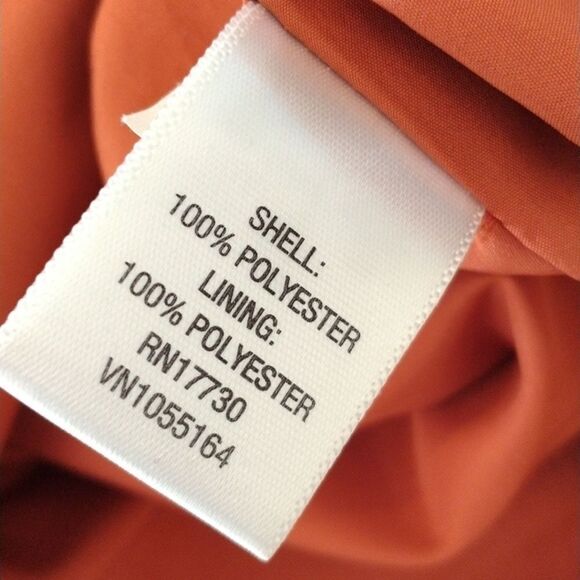 SHELL:
100% POLYESTER
LINING:
100% POLYESTER
RN17730
VN1055164